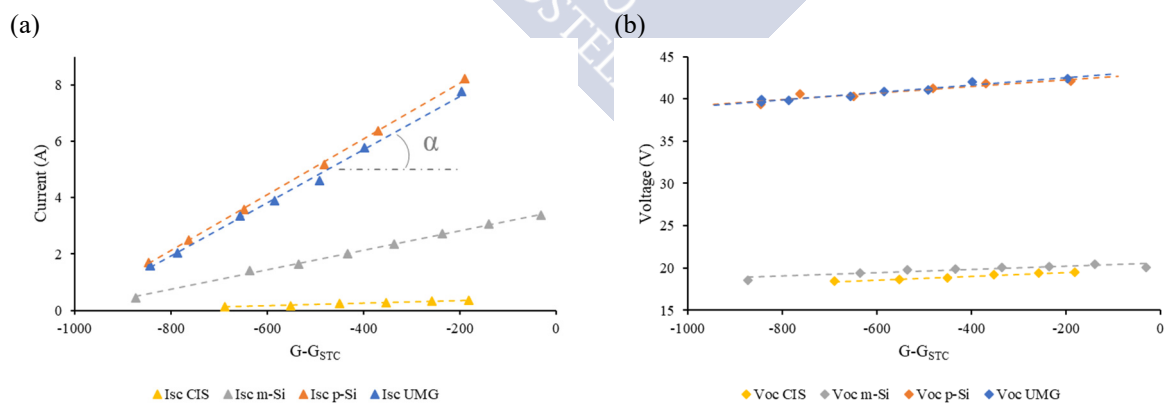 (a)
(b)
8
6
4
2
0
Current (A)
α
-1000
-800
-600
-400
-200
0
G-GSTC
Isc CIS
Isc m-Si
Isc p-Si
Isc UMG
45
40
35
30
25
20
15
Voltage (V)
-1000
-800
-600
-400
-200
0
G-GSTC
Voc CIS
Voc m-Si
Voc p-Si
Voc UMG